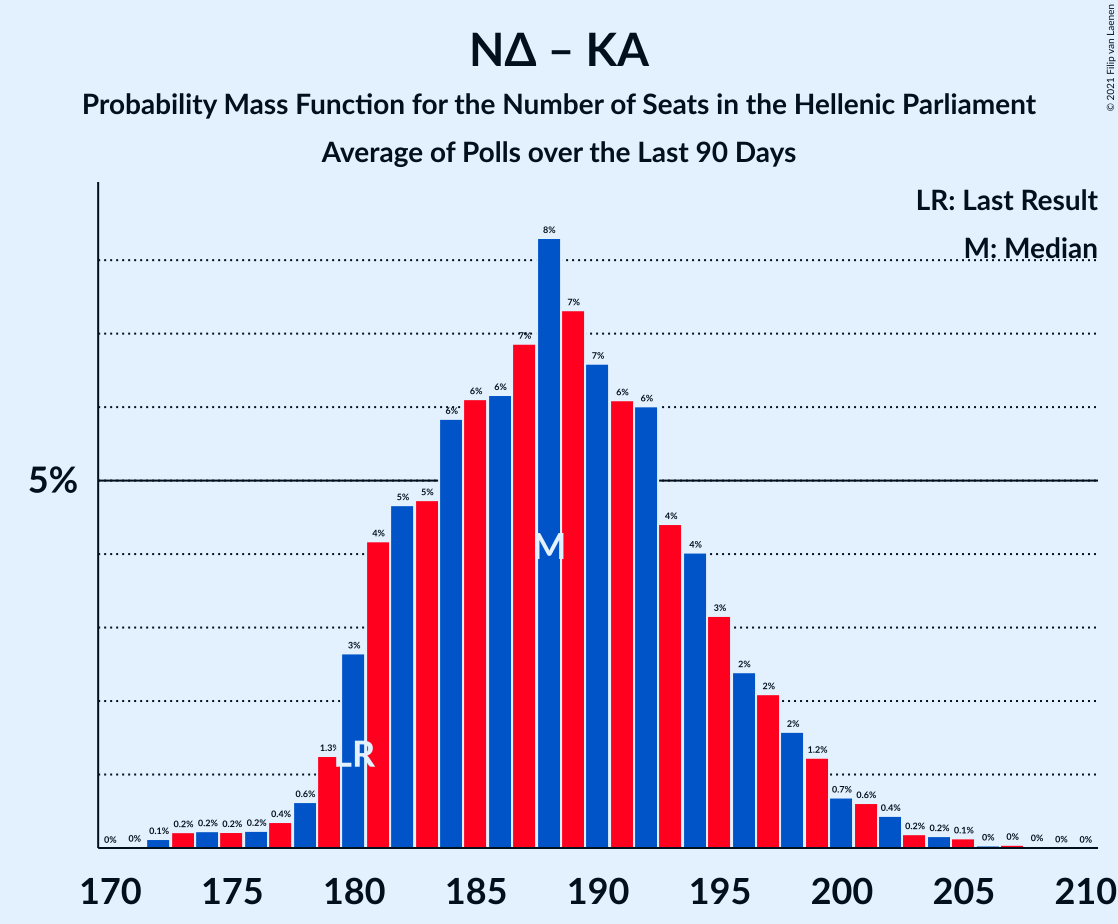 ΝΔ – ΚΑ
Probability Mass Function for the Number of Seats in the Hellenic Parliament
Average of Polls over the Last 90 Days
© 2021 Filip van Laenen
LR: Last Result
M: Median
5%
0% 0% 0.1% 0.2% 0.2% 0.2% 0.2% 0.4% 0.6% 1.3% 3% 4% 5% 5% 6% 6% 6% 7% 8% 7% 7% 6% 6% 4% 4% 3% 2% 2% 2% 1.2% 0.7% 0.6% 0.4% 0.2% 0.2% 0.1% 0% 0% 0% 0% 0%
M
LR
170 175 180 185 190 195 200 205 210